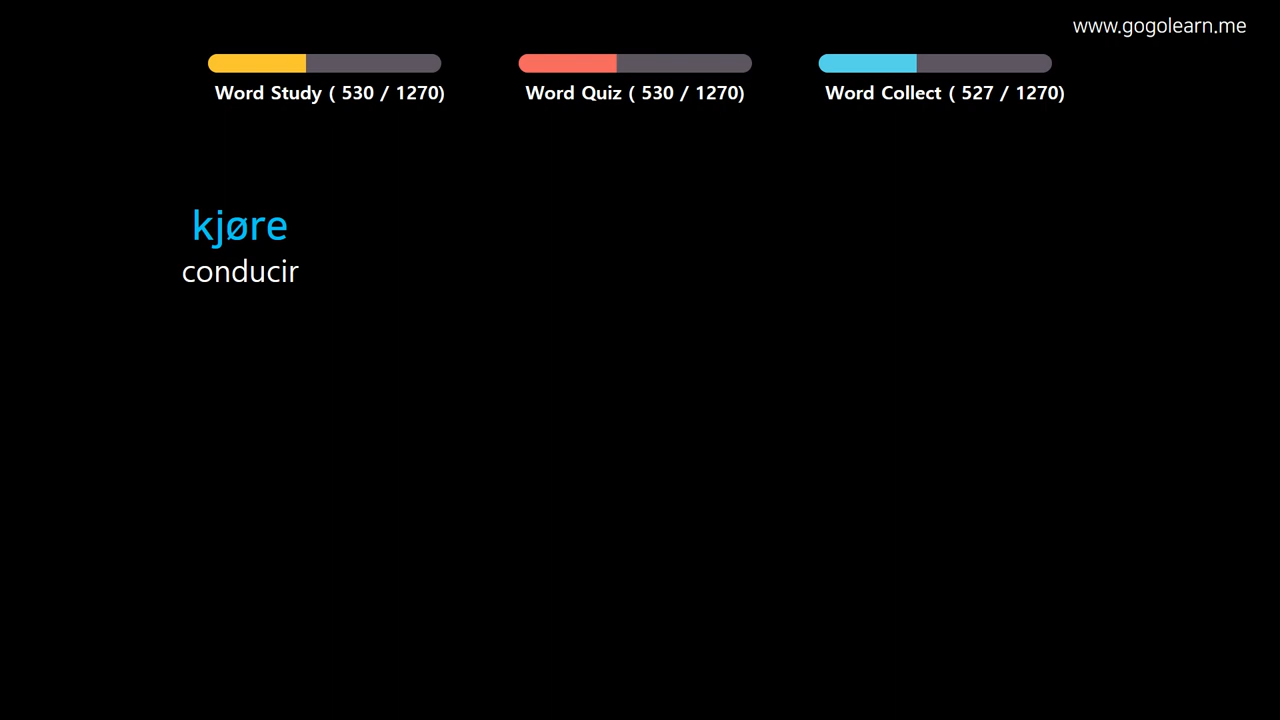 www.gogolearn.me
Word Study ( 530 / 1270)
Word Quiz ( 530 / 1270)
Word Collect ( 527 / 1270)
kjøre
conducir